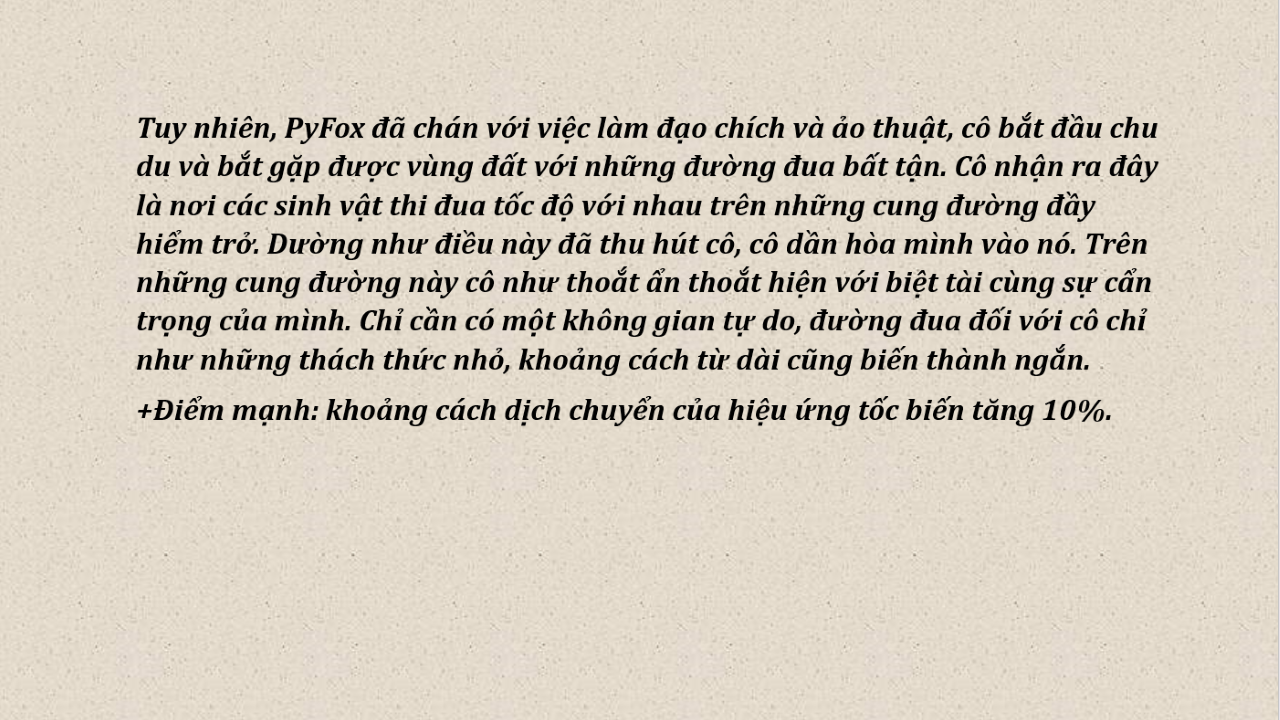 Tuy nhiên, PyFox đã chán với việc làm đạo chích và ảo thuật, cô bắt đầu chu
du và bắt gặp được vùng đất với những đường đua bất tận. Cô nhận ra đây
là nơi các sinh vật thi đua tốc độ với nhau trên những cung đường đầy
hiểm trở. Dường như điều này đã thu hút cô, cô dần hòa mình vào nó. Trên
những cung đường này cô như thoắt ẩn thoắt hiện với biệt tài cùng sự cẩn
trọng của mình. Chỉ cần có một không gian tự do, đường đua đối với cô chỉ
như những thách thức nhỏ, khoảng cách từ dài cũng biến thành ngắn.
+Điểm mạnh: khoảng cách dịch chuyển của hiệu ứng tốc biến tăng 10%.